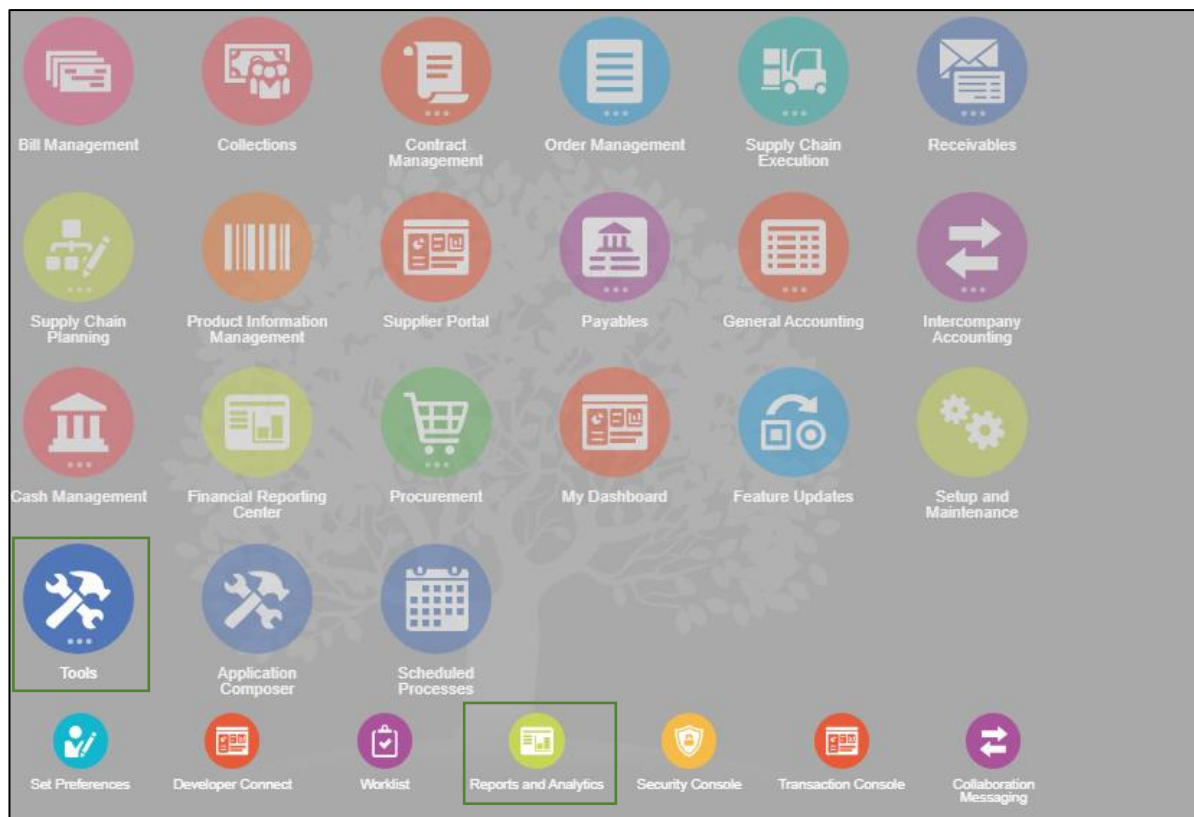 Bill Management
Collections
Contract
Management
Order Management
Supply Chain
Execution
Receivables
Supply Chain
Planning
Product Information
Management
Supplier Portal
Payables
General Accounting
Intercompany
Accounting
Cash Management
Financial Reporting
Center
Procurement
My Dashboard
Feature Updates
Setup and
Maintenance
Tools
Application
Composer
Scheduled
Processes
Set Preferences
Developer Connect
Worklist
Reports and Analytics
Security Console
Transaction Console
Collaboration
Messaging